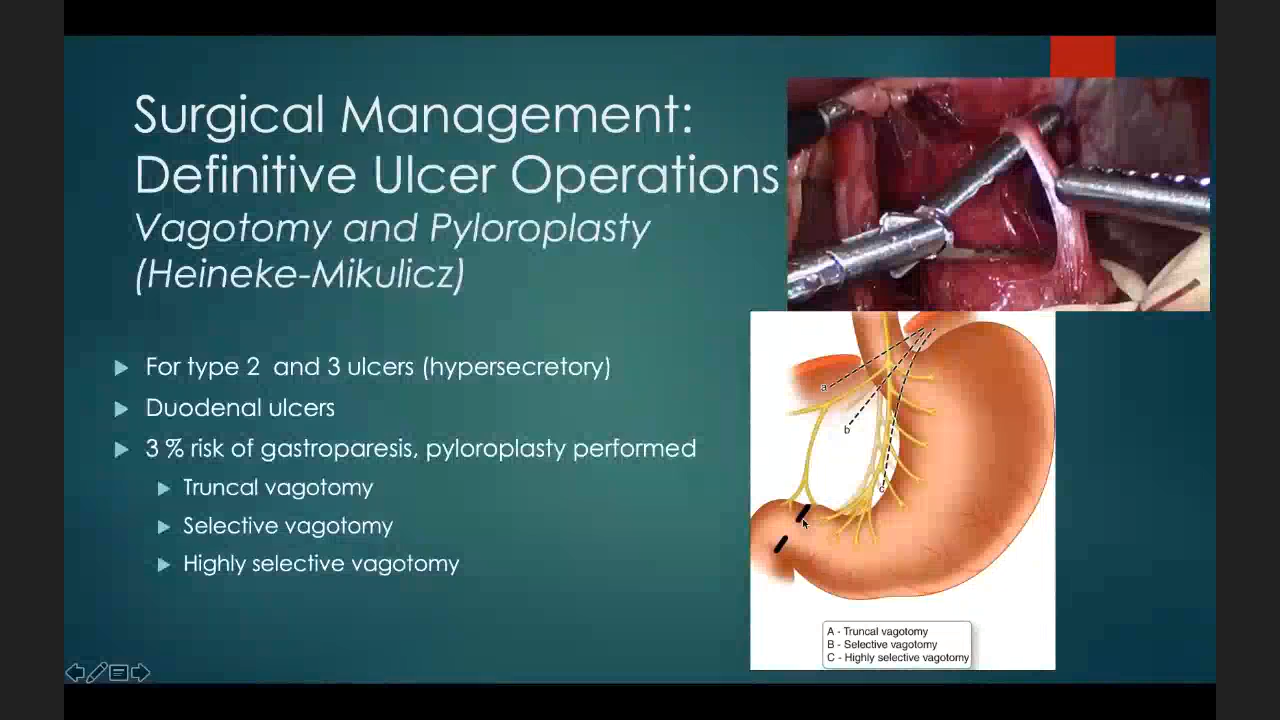 Surgical Management:
Definitive Ulcer Operations
Vagotomy and Pyloroplasty
(Heineke-Mikulicz)
For type 2 and 3 ulcers (hypersecretory)
Duodenal ulcers
3 % risk of gastroparesis, pyloroplasty performed
Truncal vagotomy
Selective vagotomy
Highly selective vagotomy
a
b
c
A - Truncal vagotomy
B - Selective vagotomy
C - Highly selective vagotomy